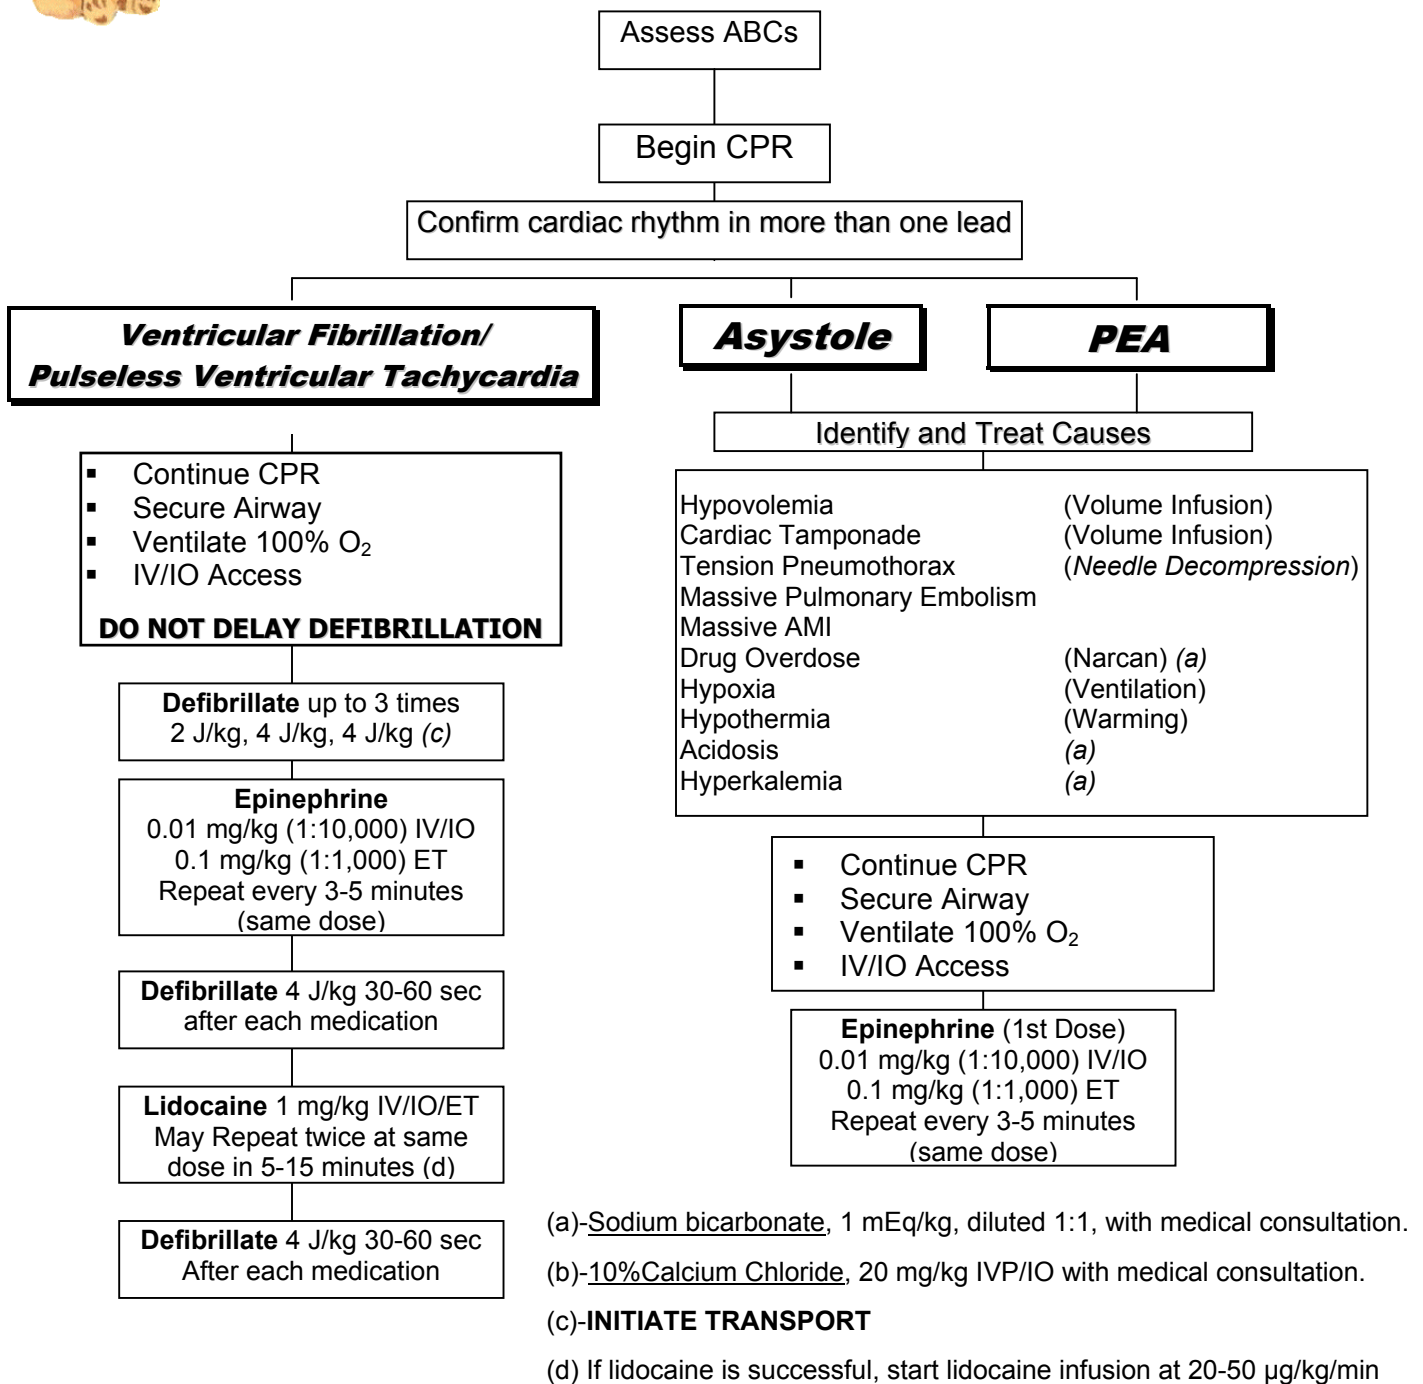 Assess ABCs
Begin CPR
Confirm cardiac rhythm in more than one lead
Ventricular Fibrillation/
Pulseless Ventricular Tachycardia
▪ Continue CPR
▪ Secure Airway
▪ Ventilate 100% O₂
▪ IV/IO Access
DO NOT DELAY DEFIBRILLATION
Defibrillate up to 3 times
2 J/kg, 4 J/kg, 4 J/kg (c)
Epinephrine
0.01 mg/kg (1:10,000) IV/IO
0.1 mg/kg (1:1,000) ET
Repeat every 3-5 minutes
(same dose)
Defibrillate 4 J/kg 30-60 sec
after each medication
Lidocaine 1 mg/kg IV/IO/ET
May Repeat twice at same
dose in 5-15 minutes (d)
Defibrillate 4 J/kg 30-60 sec
After each medication
Asystole
PEA
Identify and Treat Causes
Hypovolemia (Volume Infusion)
Cardiac Tamponade (Volume Infusion)
Tension Pneumothorax (Needle Decompression)
Massive Pulmonary Embolism
Massive AMI
Drug Overdose (Narcan) (a)
Hypoxia (Ventilation)
Hypothermia (Warming)
Acidosis (a)
Hyperkalemia (a)
▪ Continue CPR
▪ Secure Airway
▪ Ventilate 100% O₂
▪ IV/IO Access
Epinephrine (1st Dose)
0.01 mg/kg (1:10,000) IV/IO
0.1 mg/kg (1:1,000) ET
Repeat every 3-5 minutes
(same dose)
(a)-Sodium bicarbonate, 1 mEq/kg, diluted 1:1, with medical consultation.
(b)-10%Calcium Chloride, 20 mg/kg IVP/IO with medical consultation.
(c)-INITIATE TRANSPORT
(d) If lidocaine is successful, start lidocaine infusion at 20-50 µg/kg/min